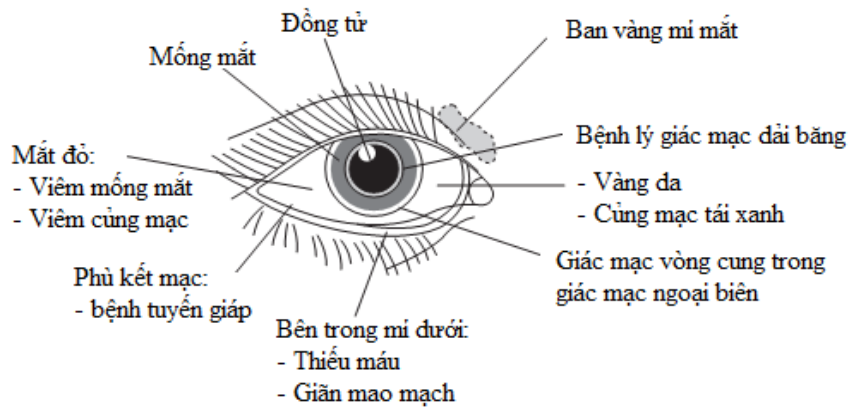 Đồng tử
Ban vàng mí mắt
Mống mắt
Bệnh lý giác mạc dải băng
Mắt đỏ:
- Viêm mống mắt
- Viêm củng mạc
- Vàng da
- Củng mạc tái xanh
Phù kết mạc:
- bệnh tuyến giáp
Giác mạc vòng cung trong
giác mạc ngoại biên
Bên trong mí dưới:
- Thiếu máu
- Giãn mao mạch